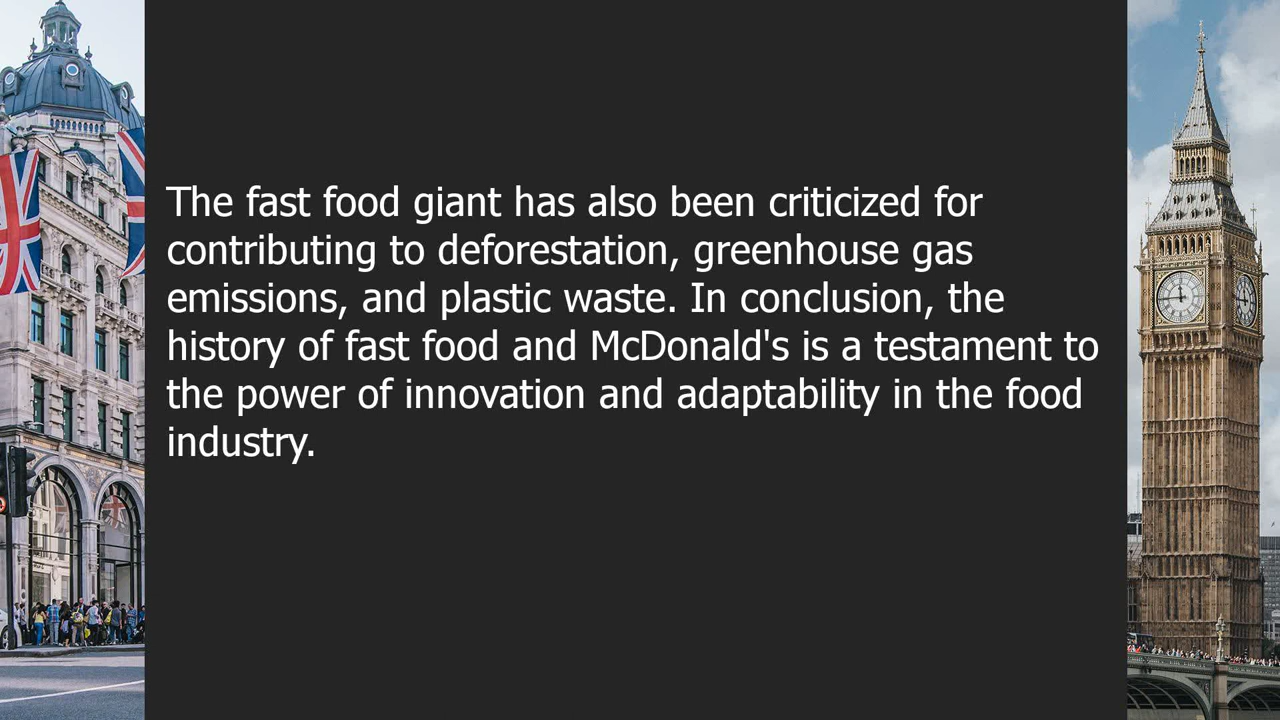 The fast food giant has also been criticized for
contributing to deforestation, greenhouse gas
emissions, and plastic waste. In conclusion, the
history of fast food and McDonald's is a testament to
the power of innovation and adaptability in the food
industry.